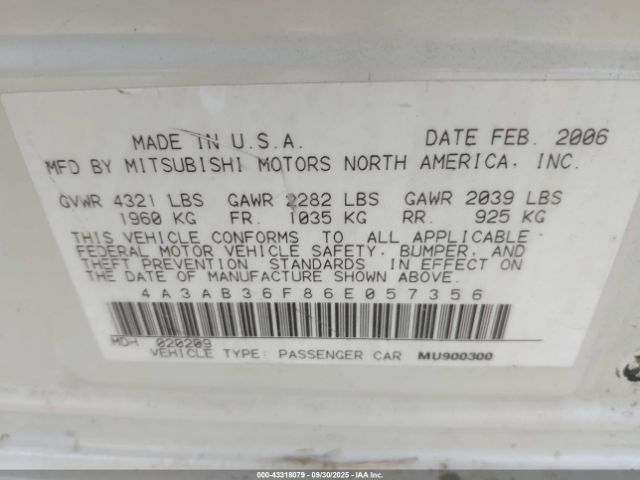 MADE IN U.S.A. DATE FEB. 2006
MFD BY MITSUBISHI MOTORS NORTH AMERICA, INC.
GVWR 4321 LBS GAWR 2282 LBS GAWR 2039 LBS
1960 KG FR. 1035 KG RR. 925 KG
THIS VEHICLE CONFORMS TO ALL APPLICABLE
FEDERAL MOTOR VEHICLE SAFETY, BUMPER, AND
THEFT PREVENTION STANDARDS IN EFFECT ON
THE DATE OF MANUFACTURE SHOWN ABOVE.
4A3AB36F86E057356
MDH 020209
VEHICLE TYPE: PASSENGER CAR MU900300
000-43318079 - 09/30/2025 - IAA Inc.